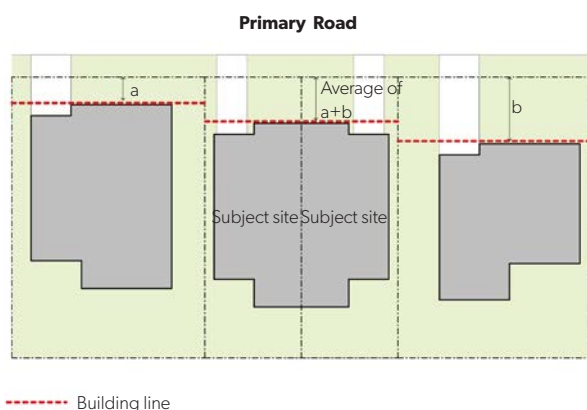 Primary Road
a
Average of
a+b
b
Subject site
Subject site
Building line